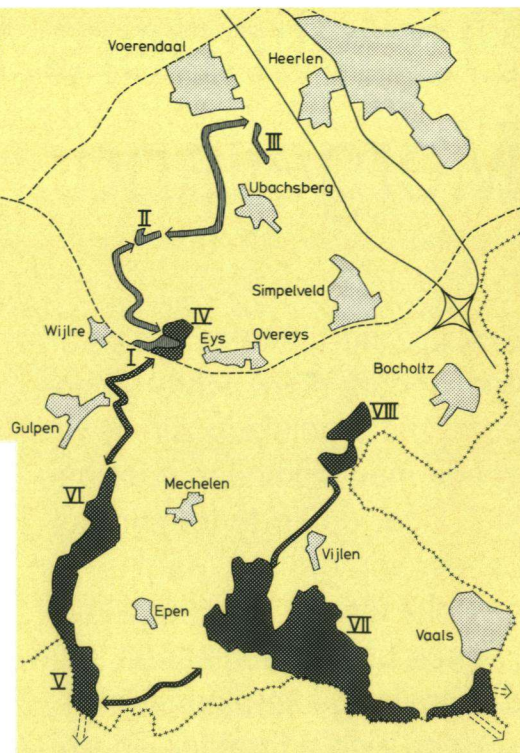 Voerendaal
Heerlen
III
Ubachsberg
II
Simpelveld
IV
Wijlre
I
Eys
Overeys
Bocholtz
VIII
Gulpen
VI
Mechelen
Vijlen
Epen
VII
Vaals
V